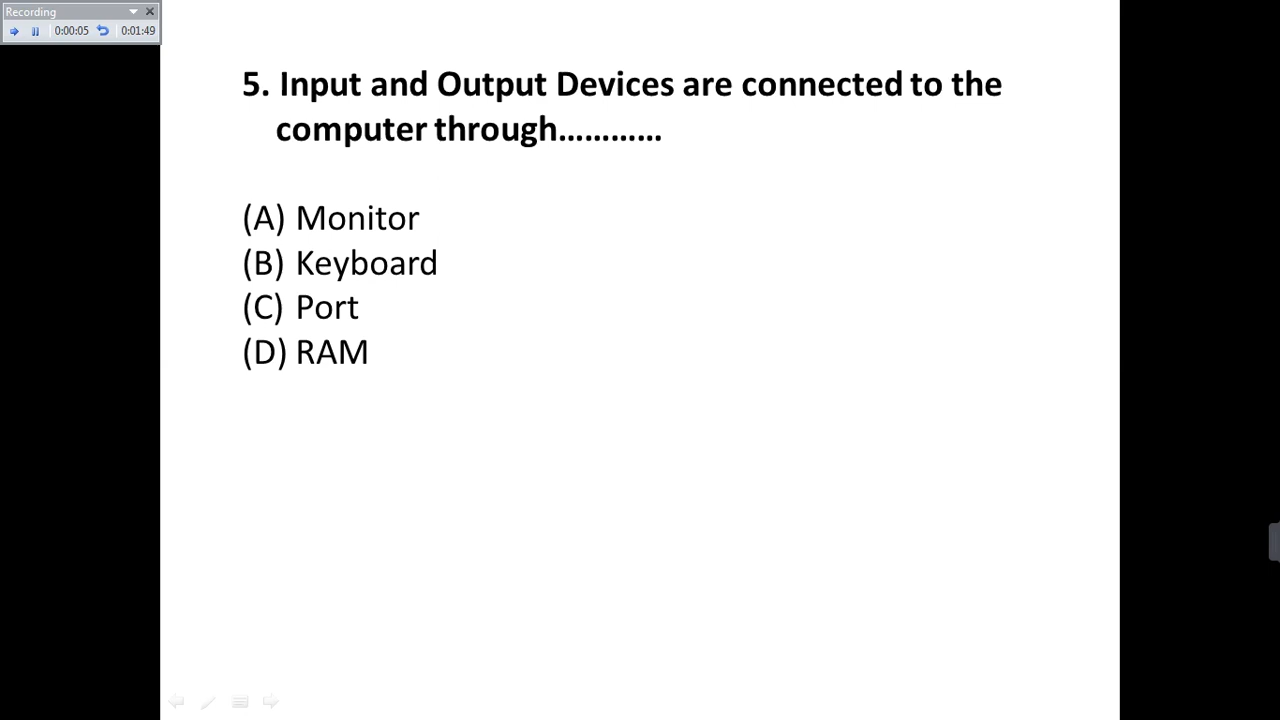 Recording
0:00:05 0:01:49
5. Input and Output Devices are connected to the
computer through............
(A) Monitor
(B) Keyboard
(C) Port
(D) RAM